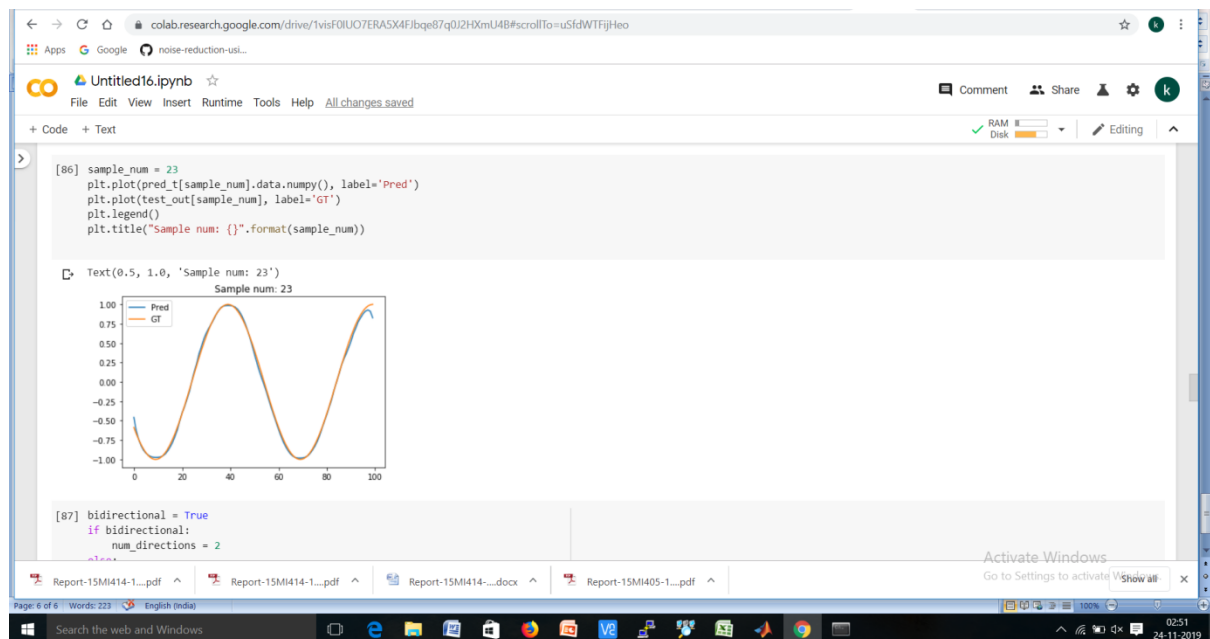 colab.research.google.com/drive/1visF0IUO7ERA5X4FJbqe87q0J2HXmU4B#scrollTo=uSfdWTFijHeo
k
Apps Google noise-reduction-usi...
Untitled16.ipynb
File Edit View Insert Runtime Tools Help All changes saved
Comment Share k
+ Code + Text
RAM
Disk
Editing
[86] sample_num = 23
plt.plot(pred_t[sample_num].data.numpy(), label='Pred')
plt.plot(test_out[sample_num], label='GT')
plt.legend()
plt.title("Sample num: {}".format(sample_num))
Text(0.5, 1.0, 'Sample num: 23')
Sample num: 23
Pred
GT
1.00
0.75
0.50
0.25
0.00
−0.25
−0.50
−0.75
−1.00
0 20 40 60 80 100
[87] bidirectional = True
if bidirectional:
num_directions = 2
else:
Activate Windows
Go to Settings to activate Windows.
Report-15MI414-1....pdf Report-15MI414-1....pdf Report-15MI414-....docx Report-15MI405-1....pdf Show all
Page: 6 of 6 Words: 223 English (India) 100%
Search the web and Windows
02:51
24-11-2019